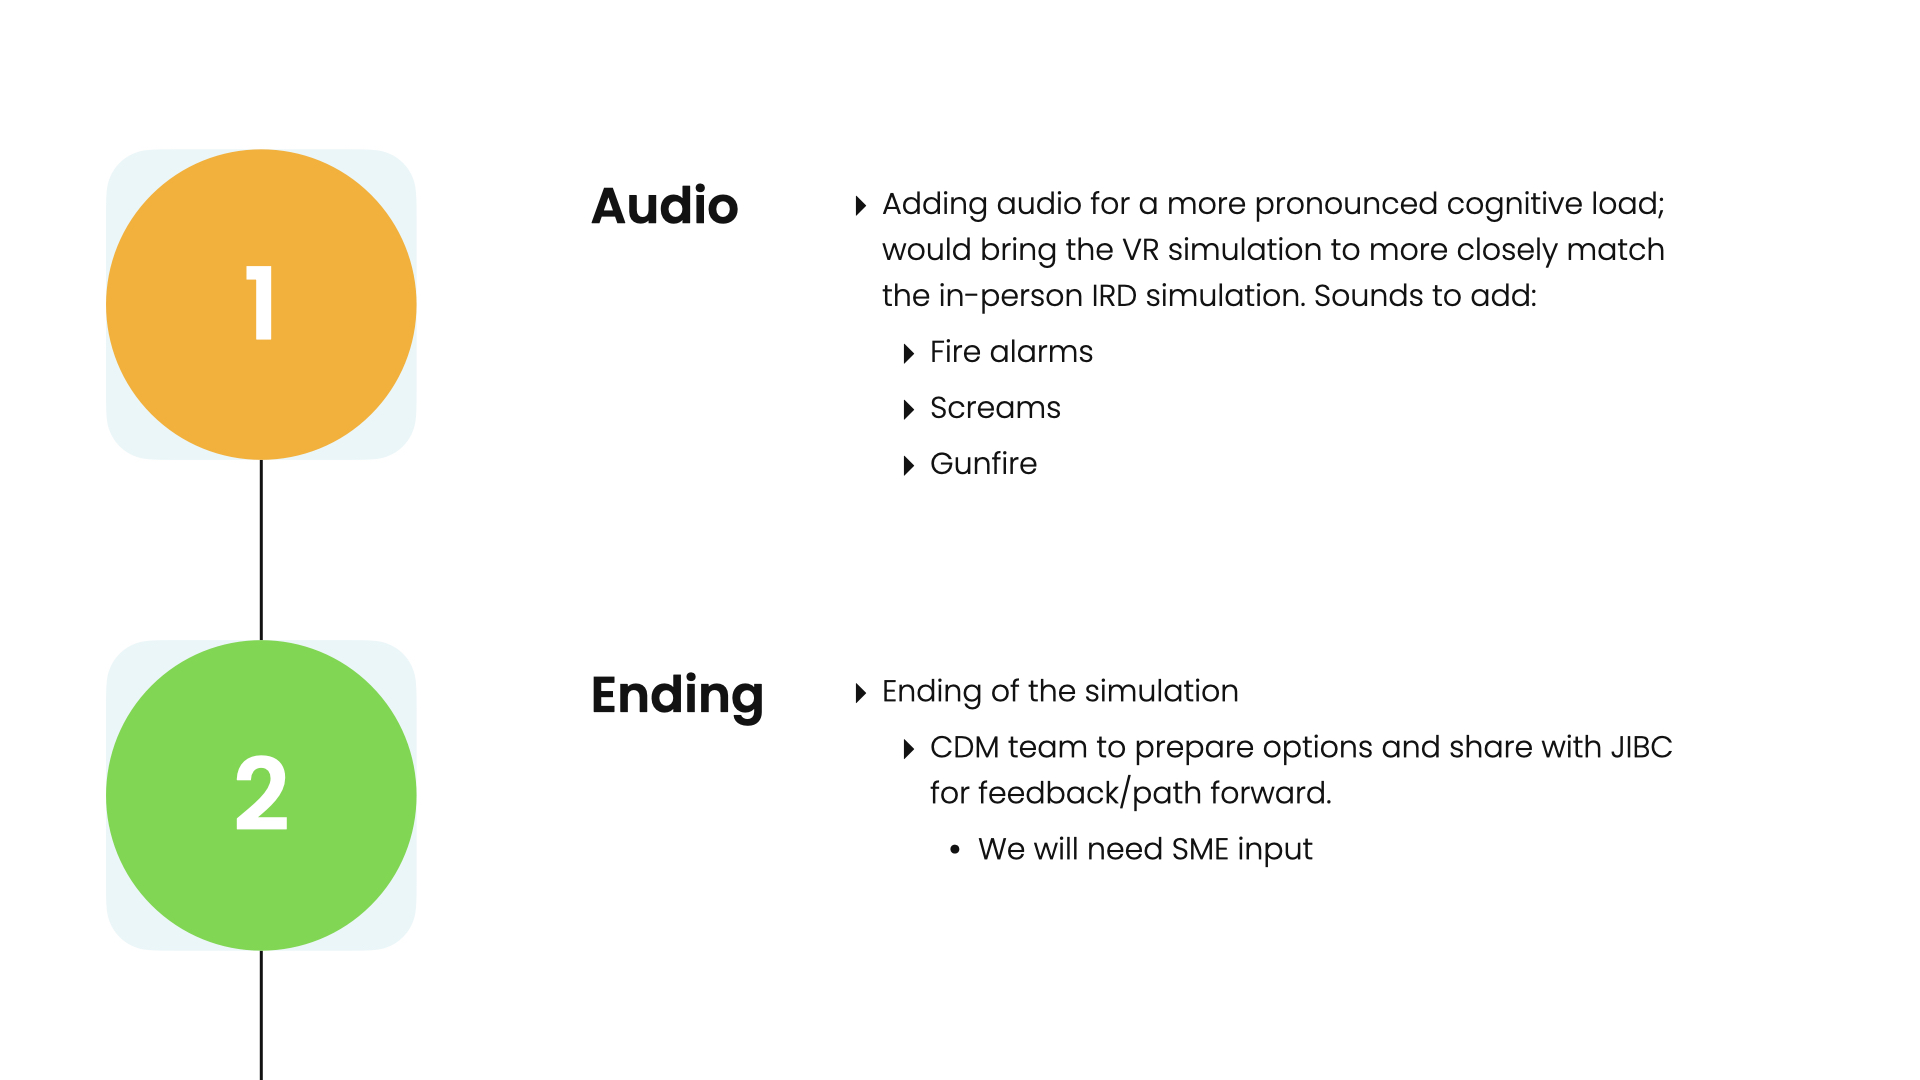 1
Audio
Adding audio for a more pronounced cognitive load;
would bring the VR simulation to more closely match
the in-person IRD simulation. Sounds to add:
Fire alarms
Screams
Gunfire
2
Ending
Ending of the simulation
CDM team to prepare options and share with JIBC
for feedback/path forward.
• We will need SME input